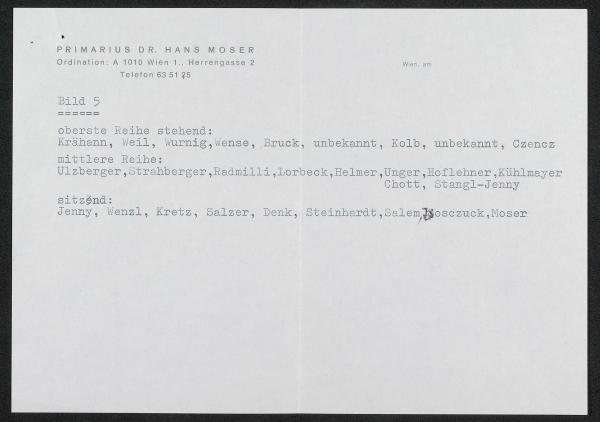 PRIMARIUS DR. HANS MOSER
Ordination: A 1010 Wien 1., Herrengasse 2
Telefon 63 51 25
Wien, am
Bild 5
======
oberste Reihe stehend:
Krähann, Weil, Wurnig,Wense, Bruck, unbekannt, Kolb, unbekannt, Czencz
mittlere Reihe:
Ulzberger,Strahberger,Radmilli,Lorbeck,Helmer,Unger,Hoflehner,Kühlmayer
Chott, Stangl-Jenny
sitzend:
Jenny, Wenzl, Kretz, Salzer, Denk, Steinhardt,Salem, ,Moser